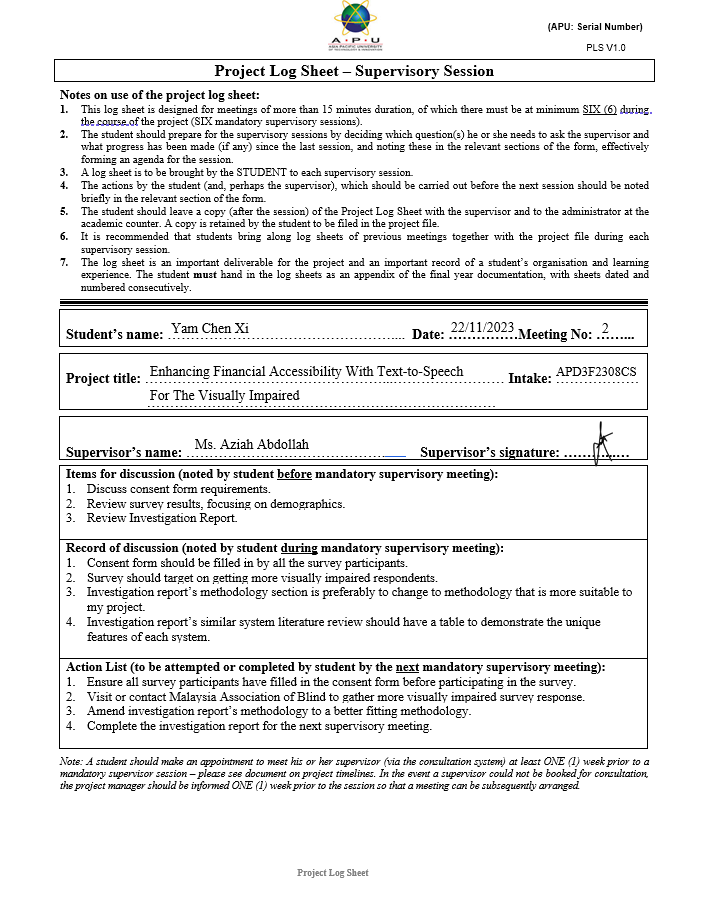 A • P • U
ASIA PACIFIC UNIVERSITY
OF TECHNOLOGY & INNOVATION
(APU: Serial Number)
PLS V1.0
Project Log Sheet – Supervisory Session
Notes on use of the project log sheet:
1. This log sheet is designed for meetings of more than 15 minutes duration, of which there must be at minimum SIX (6) during
the course of the project (SIX mandatory supervisory sessions).
2. The student should prepare for the supervisory sessions by deciding which question(s) he or she needs to ask the supervisor and
what progress has been made (if any) since the last session, and noting these in the relevant sections of the form, effectively
forming an agenda for the session.
3. A log sheet is to be brought by the STUDENT to each supervisory session.
4. The actions by the student (and, perhaps the supervisor), which should be carried out before the next session should be noted
briefly in the relevant section of the form.
5. The student should leave a copy (after the session) of the Project Log Sheet with the supervisor and to the administrator at the
academic counter. A copy is retained by the student to be filed in the project file.
6. It is recommended that students bring along log sheets of previous meetings together with the project file during each
supervisory session.
7. The log sheet is an important deliverable for the project and an important record of a student's organisation and learning
experience. The student must hand in the log sheets as an appendix of the final year documentation, with sheets dated and
numbered consecutively.
Student's name: Yam Chen Xi Date: 22/11/2023 Meeting No: 2
Project title: Enhancing Financial Accessibility With Text-to-Speech Intake: APD3F2308CS
For The Visually Impaired
Supervisor's name: Ms. Aziah Abdollah Supervisor's signature:
Items for discussion (noted by student before mandatory supervisory meeting):
1. Discuss consent form requirements.
2. Review survey results, focusing on demographics.
3. Review Investigation Report.
Record of discussion (noted by student during mandatory supervisory meeting):
1. Consent form should be filled in by all the survey participants.
2. Survey should target on getting more visually impaired respondents.
3. Investigation report's methodology section is preferably to change to methodology that is more suitable to
my project.
4. Investigation report's similar system literature review should have a table to demonstrate the unique
features of each system.
Action List (to be attempted or completed by student by the next mandatory supervisory meeting):
1. Ensure all survey participants have filled in the consent form before participating in the survey.
2. Visit or contact Malaysia Association of Blind to gather more visually impaired survey response.
3. Amend investigation report's methodology to a better fitting methodology.
4. Complete the investigation report for the next supervisory meeting.
Note: A student should make an appointment to meet his or her supervisor (via the consultation system) at least ONE (1) week prior to a
mandatory supervisor session – please see document on project timelines. In the event a supervisor could not be booked for consultation,
the project manager should be informed ONE (1) week prior to the session so that a meeting can be subsequently arranged.
Project Log Sheet